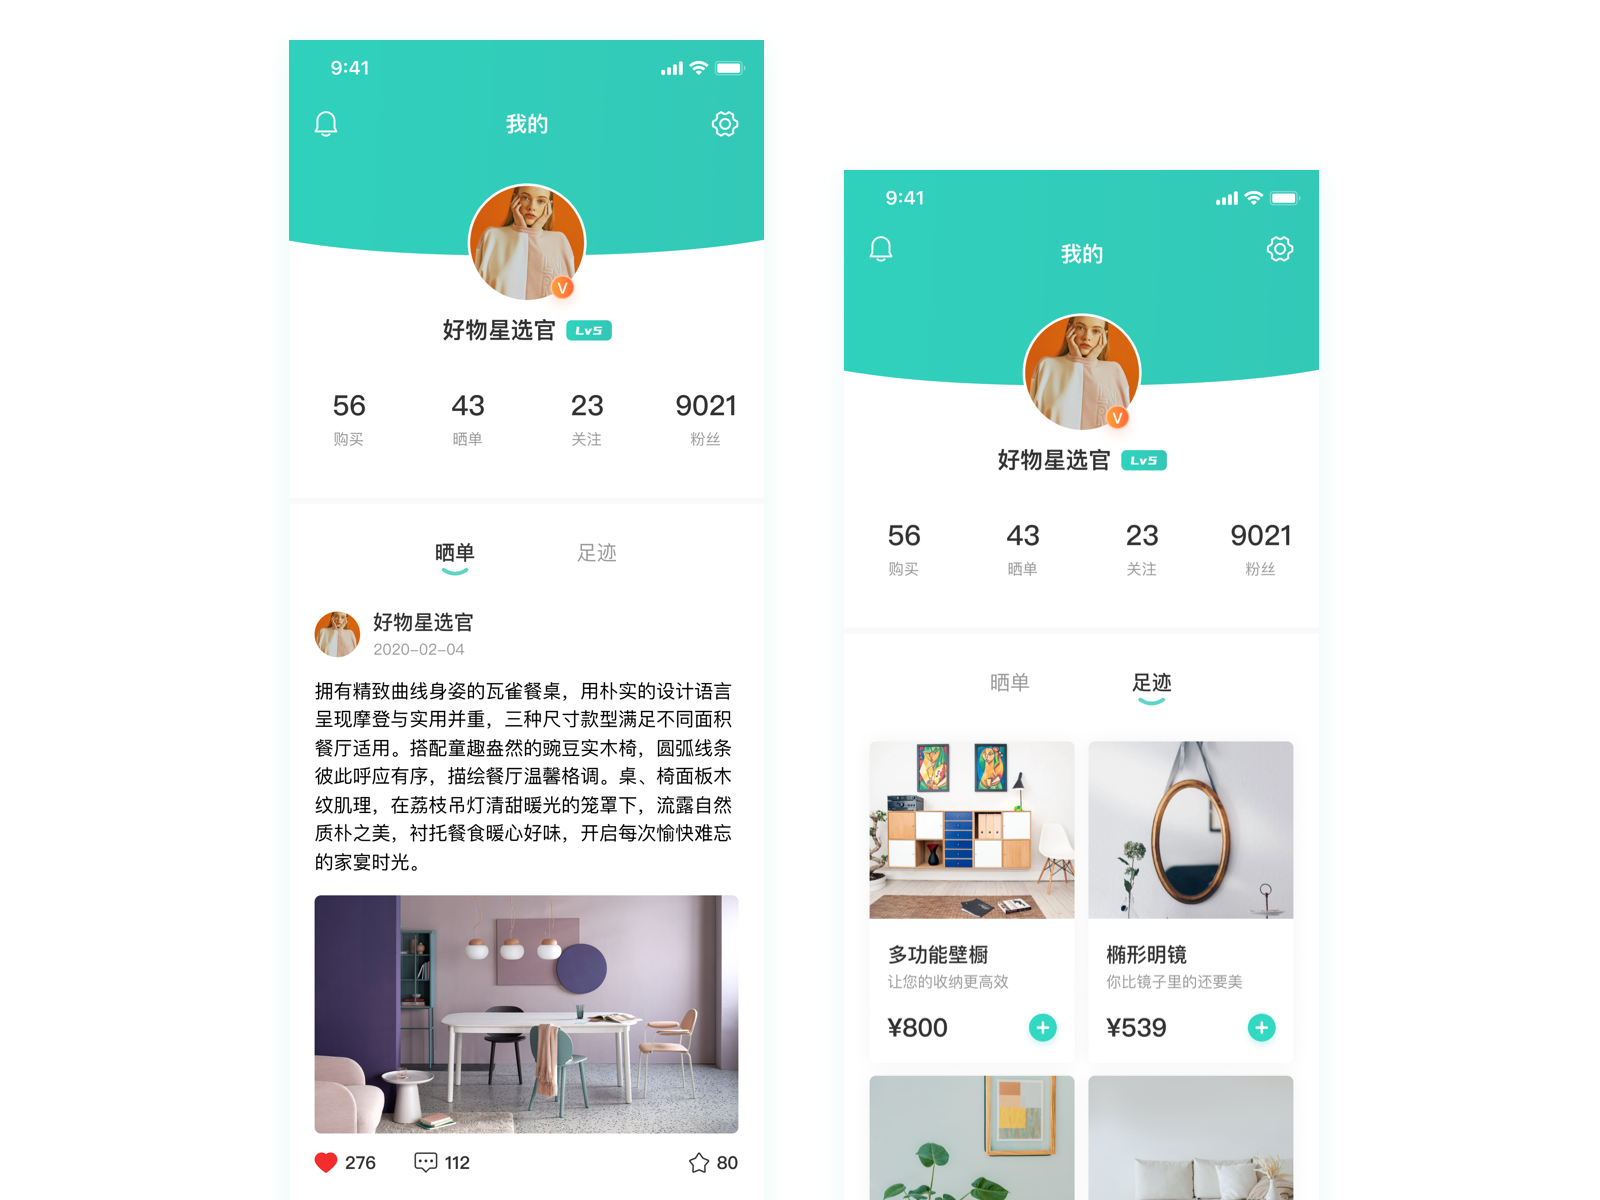 9:41
我的
V
好物星选官 Lv5
56 43 23 9021
购买 晒单 关注 粉丝
晒单 足迹
好物星选官
2020-02-04
拥有精致曲线身姿的瓦雀餐桌，用朴实的设计语言
呈现摩登与实用并重，三种尺寸款型满足不同面积
餐厅适用。搭配童趣盎然的豌豆实木椅，圆弧线条
彼此呼应有序，描绘餐厅温馨格调。桌、椅面板木
纹肌理，在荔枝吊灯清甜暖光的笼罩下，流露自然
质朴之美，衬托餐食暖心好味，开启每次愉快难忘
的家宴时光。
276 112 80
9:41
我的
V
好物星选官 Lv5
56 43 23 9021
购买 晒单 关注 粉丝
晒单 足迹
多功能壁橱
让您的收纳更高效
¥800
椭形明镜
你比镜子里的还要美
¥539